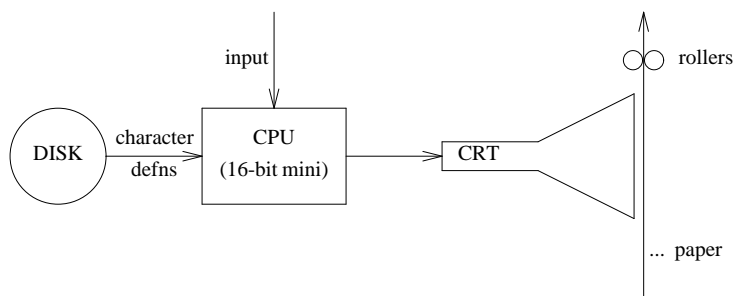 input
rollers
DISK
character
defns
CPU
(16-bit mini)
CRT
... paper